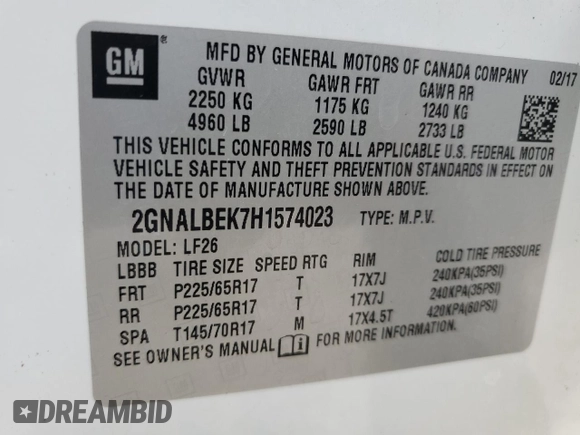 GM ®
MFD BY GENERAL MOTORS OF CANADA COMPANY 02/17
GVWR GAWR FRT GAWR RR
2250 KG 1175 KG 1240 KG
4960 LB 2590 LB 2733 LB
THIS VEHICLE CONFORMS TO ALL APPLICABLE U.S. FEDERAL MOTOR
VEHICLE SAFETY AND THEFT PREVENTION STANDARDS IN EFFECT ON
THE DATE OF MANUFACTURE SHOWN ABOVE.
2GNALBEK7H1574023 TYPE: M.P.V.
MODEL: LF26
LBBB TIRE SIZE SPEED RTG RIM COLD TIRE PRESSURE
FRT P225/65R17 T 17X7J 240KPA(35PSI)
RR P225/65R17 T 17X7J 240KPA(35PSI)
SPA T145/70R17 M 17X4.5T 420KPA(60PSI)
SEE OWNER'S MANUAL i FOR MORE INFORMATION.
DREAMBID